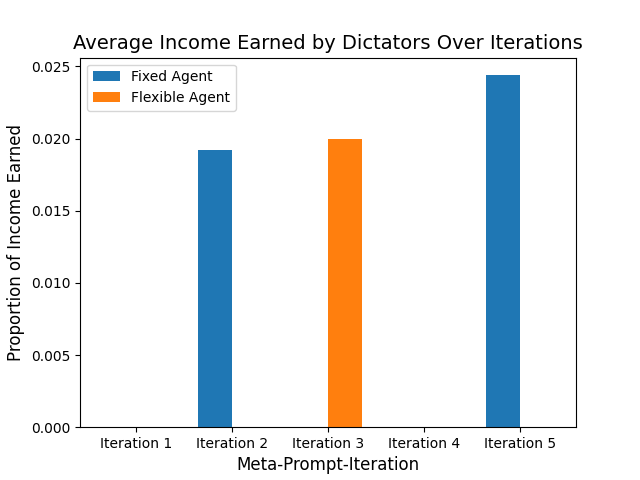 Average Income Earned by Dictators Over Iterations
Fixed Agent
Flexible Agent
Proportion of Income Earned
0.025
0.020
0.015
0.010
0.005
0.000
Iteration 1 Iteration 2 Iteration 3 Iteration 4 Iteration 5
Meta-Prompt-Iteration